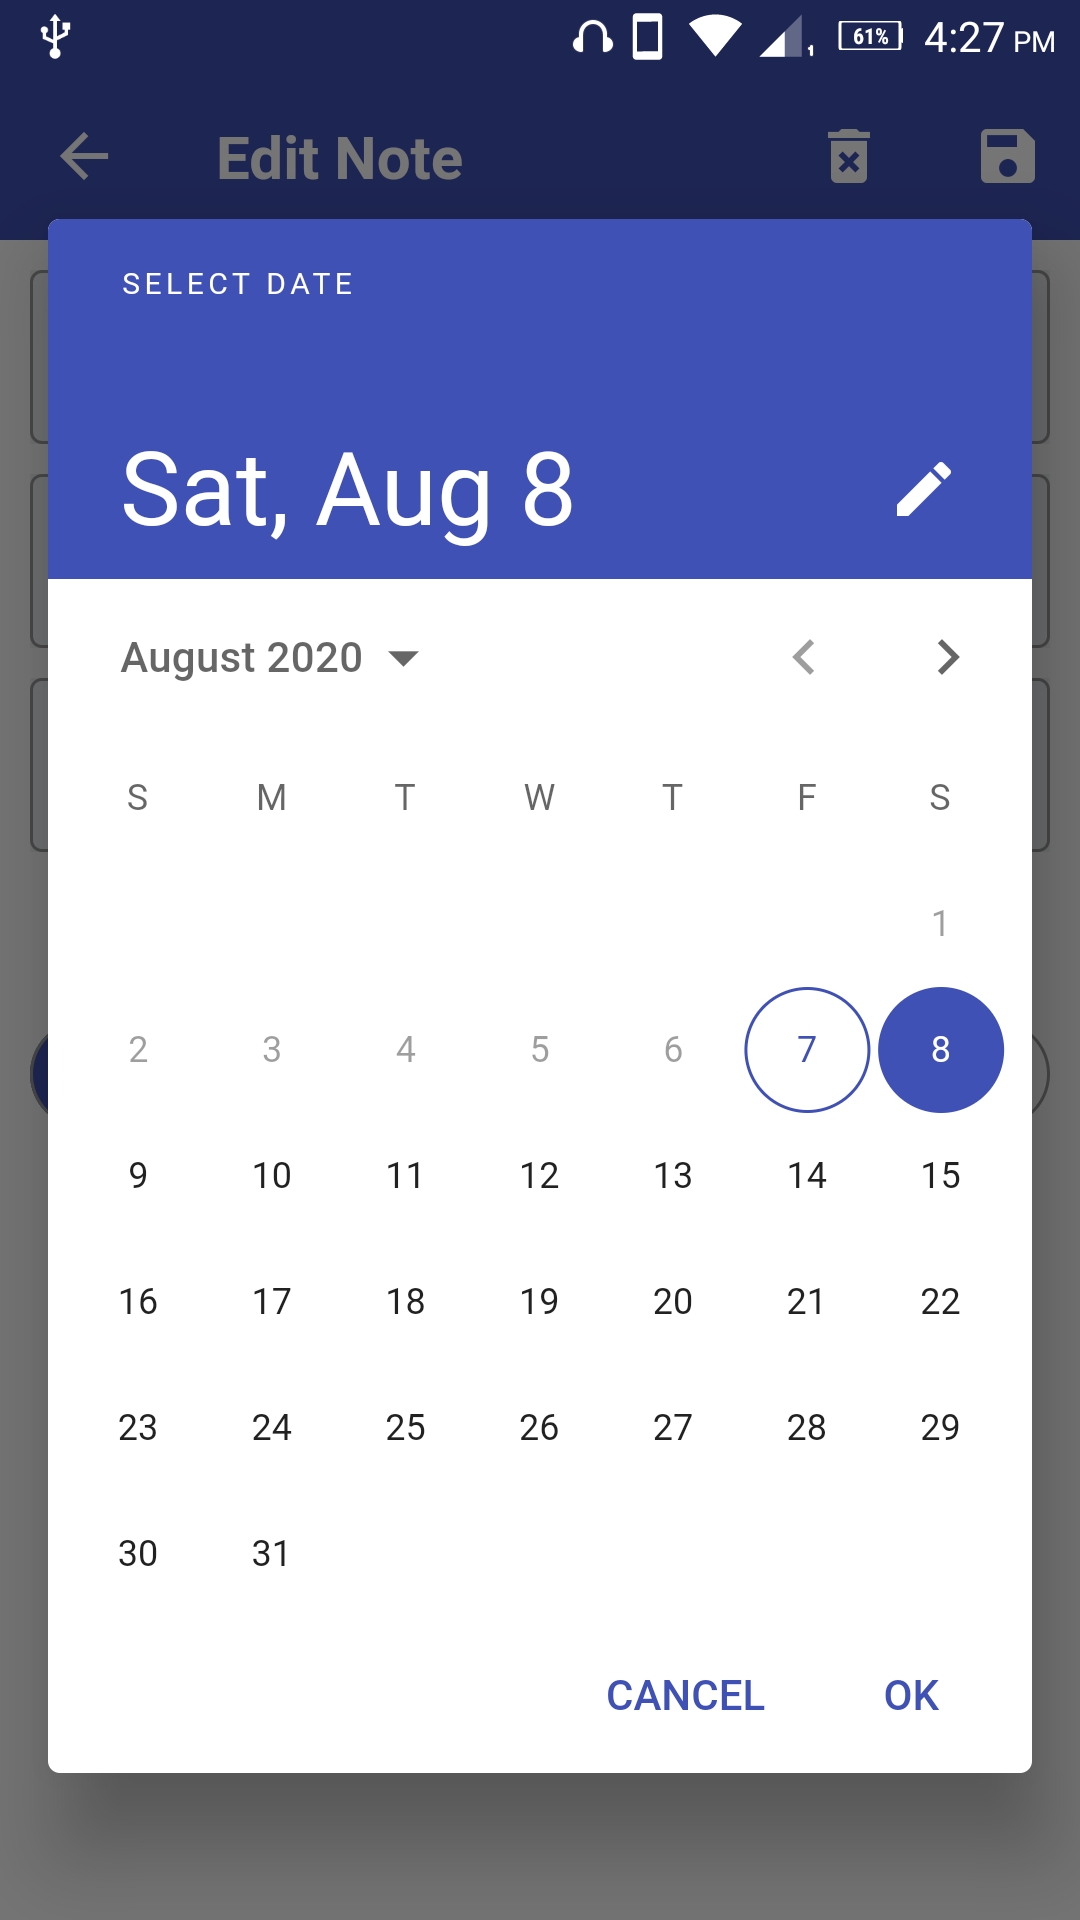 61% 4:27 PM
Edit Note
SELECT DATE
Sat, Aug 8
August 2020
S M T W T F S
1
2 3 4 5 6 7 8
9 10 11 12 13 14 15
16 17 18 19 20 21 22
23 24 25 26 27 28 29
30 31
CANCEL OK